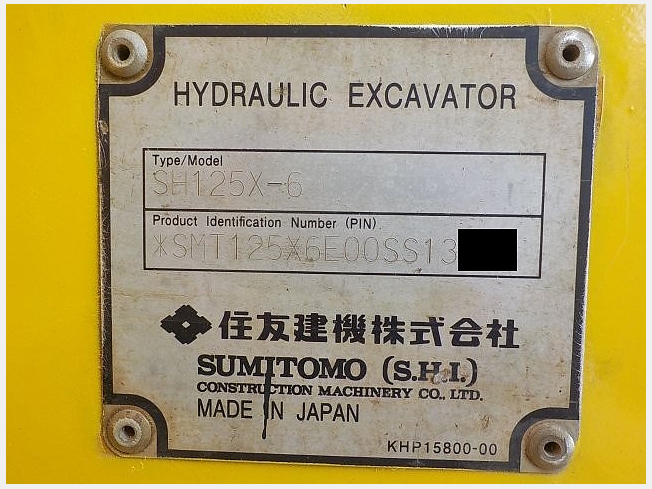 HYDRAULIC EXCAVATOR
Type/Model
SH125X-6
Product Identification Number (PIN)
*SMT125X6E00SS13
住友建機株式会社
SUMITOMO (S.H.I.)
CONSTRUCTION MACHINERY CO., LTD.
MADE IN JAPAN
KHP15800-00